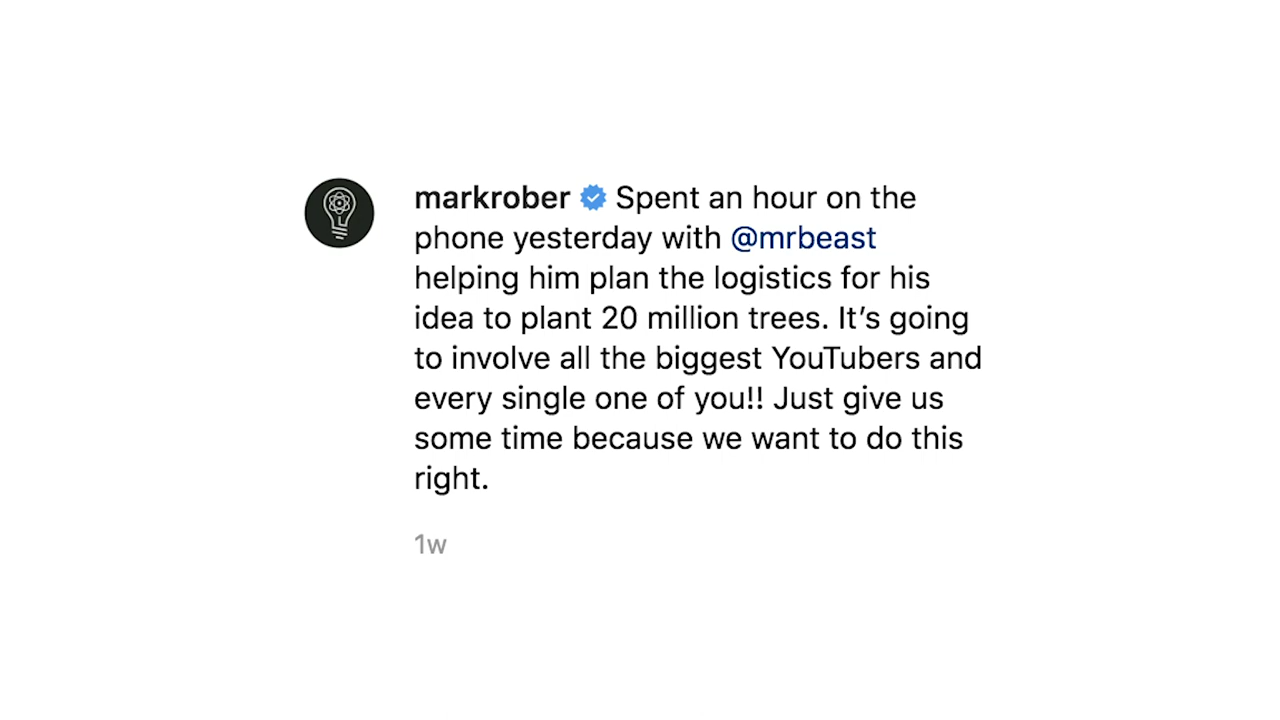 markrober Spent an hour on the
phone yesterday with @mrbeast
helping him plan the logistics for his
idea to plant 20 million trees. It’s going
to involve all the biggest YouTubers and
every single one of you!! Just give us
some time because we want to do this
right.
1w